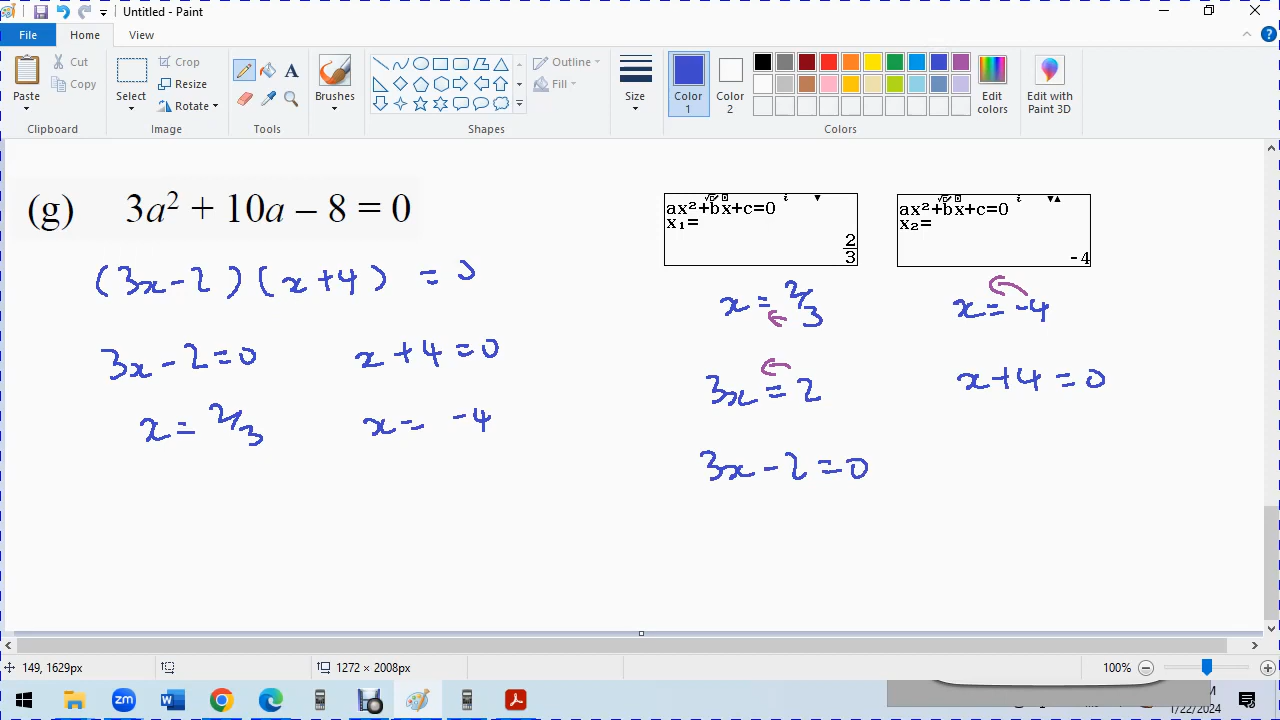 Untitled - Paint
File
Home
View
Paste
Cut
Copy
Clipboard
Select
Crop
Resize
Rotate
Image
A
Tools
Brushes
Outline
Fill
Shapes
Size
Color 1
Color 2
Edit colors
Edit with Paint 3D
Colors
(g) 3a² + 10a – 8 = 0
(3x-2)(x+4) = 0
3x-2=0 x+4=0
x= 2/3 x= -4
ax²+bx+c=0
x₁=
2/3
ax²+bx+c=0
x₂=
-4
x = 2/3
x = -4
3x = 2
x+4 = 0
3x-2=0
149, 1629px
1272 × 2008px
100%
zm
W
1/22/2024